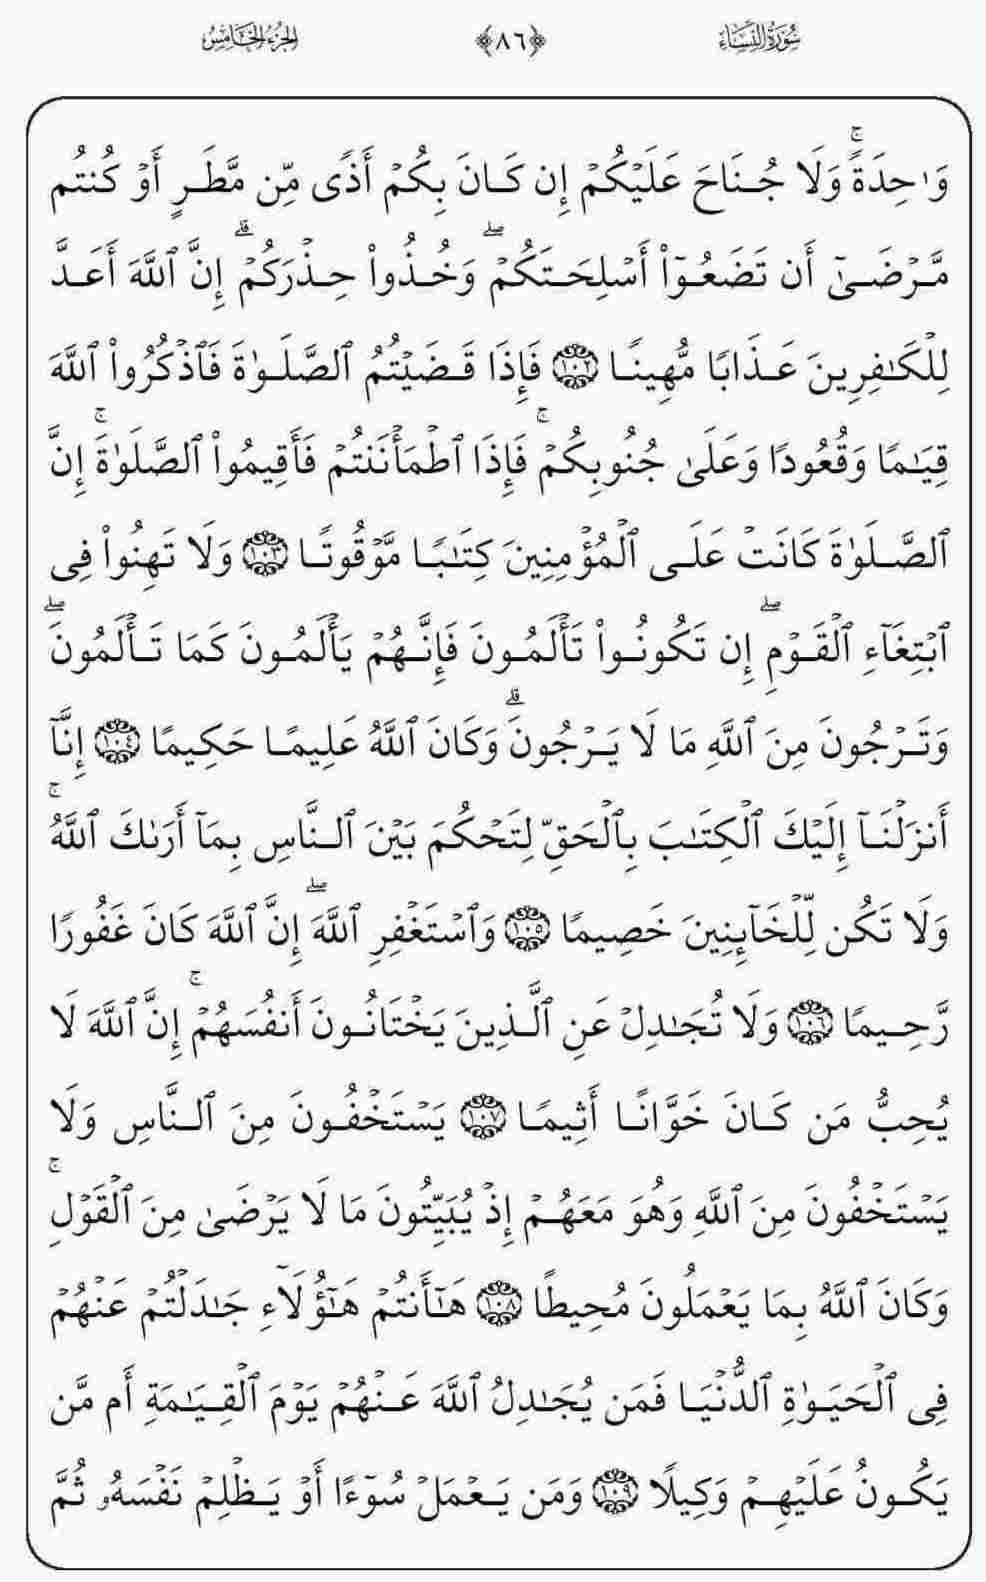 سُورَةُ النِّسَاءِ ﴿٨٦﴾ الجُزْءُ الخَامِسُ
وَٰحِدَةٗۚ وَلَا جُنَاحَ عَلَيۡكُمۡ إِن كَانَ بِكُمۡ أَذٗى مِّن مَّطَرٍ أَوۡ كُنتُم
مَّرۡضَىٰٓ أَن تَضَعُوٓاْ أَسۡلِحَتَكُمۡۖ وَخُذُواْ حِذۡرَكُمۡۗ إِنَّ ٱللَّهَ أَعَدَّ
لِلۡكَٰفِرِينَ عَذَابٗا مُّهِينٗا ١٠٢ فَإِذَا قَضَيۡتُمُ ٱلصَّلَوٰةَ فَٱذۡكُرُواْ ٱللَّهَ
قِيَٰمٗا وَقُعُودٗا وَعَلَىٰ جُنُوبِكُمۡۚ فَإِذَا ٱطۡمَأۡنَنتُمۡ فَأَقِيمُواْ ٱلصَّلَوٰةَۚ إِنَّ
ٱلصَّلَوٰةَ كَانَتۡ عَلَى ٱلۡمُؤۡمِنِينَ كِتَٰبٗا مَّوۡقُوتٗا ١٠٣ وَلَا تَهِنُواْ فِي
ٱبۡتِغَآءِ ٱلۡقَوۡمِۖ إِن تَكُونُواْ تَأۡلَمُونَ فَإِنَّهُمۡ يَأۡلَمُونَ كَمَا تَأۡلَمُونَۖ
وَتَرۡجُونَ مِنَ ٱللَّهِ مَا لَا يَرۡجُونَۗ وَكَانَ ٱللَّهُ عَلِيمًا حَكِيمًا ١٠٤ إِنَّآ
أَنزَلۡنَآ إِلَيۡكَ ٱلۡكِتَٰبَ بِٱلۡحَقِّ لِتَحۡكُمَ بَيۡنَ ٱلنَّاسِ بِمَآ أَرَىٰكَ ٱللَّهُۚ
وَلَا تَكُن لِّلۡخَآئِنِينَ خَصِيمٗا ١٠٥ وَٱسۡتَغۡفِرِ ٱللَّهَۖ إِنَّ ٱللَّهَ كَانَ غَفُورٗا
رَّحِيمٗا ١٠٦ وَلَا تُجَٰدِلۡ عَنِ ٱلَّذِينَ يَخۡتَانُونَ أَنفُسَهُمۡۚ إِنَّ ٱللَّهَ لَا
يُحِبُّ مَن كَانَ خَوَّانًا أَثِيمٗا ١٠٧ يَسۡتَخۡفُونَ مِنَ ٱلنَّاسِ وَلَا
يَسۡتَخۡفُونَ مِنَ ٱللَّهِ وَهُوَ مَعَهُمۡ إِذۡ يُبَيِّتُونَ مَا لَا يَرۡضَىٰ مِنَ ٱلۡقَوۡلِۚ
وَكَانَ ٱللَّهُ بِمَا يَعۡمَلُونَ مُحِيطًا ١٠٨ هَٰٓأَنتُمۡ هَٰٓؤُلَآءِ جَٰدَلۡتُمۡ عَنۡهُمۡ
فِي ٱلۡحَيَوٰةِ ٱلدُّنۡيَا فَمَن يُجَٰدِلُ ٱللَّهَ عَنۡهُمۡ يَوۡمَ ٱلۡقِيَٰمَةِ أَم مَّن
يَكُونُ عَلَيۡهِمۡ وَكِيلٗا ١٠٩ وَمَن يَعۡمَلۡ سُوٓءًا أَوۡ يَظۡلِمۡ نَفۡسَهُۥ ثُمَّ